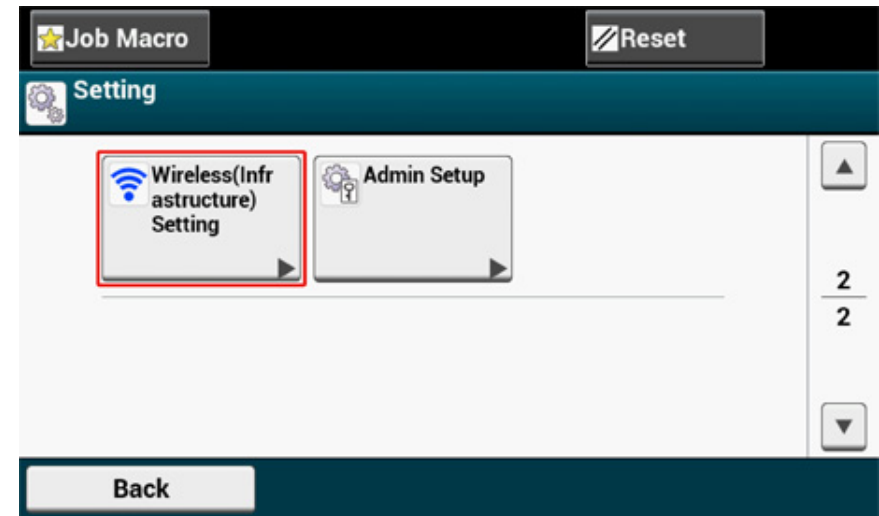 Job Macro
Reset
Setting
Wireless(Infr
astructure)
Setting
Admin Setup
2
2
Back